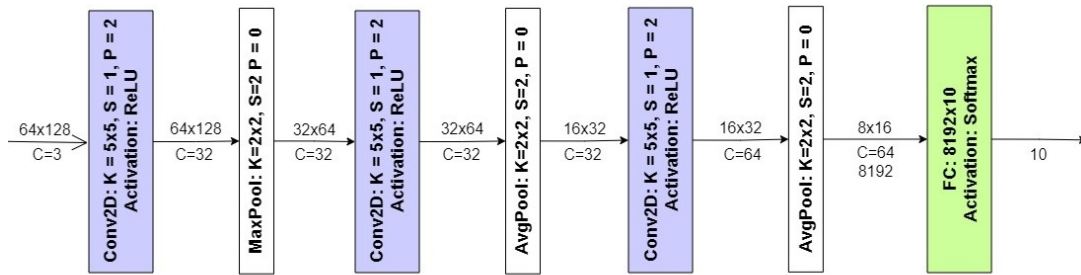 64x128
C=3
Conv2D: K = 5x5, S = 1, P = 2
Activation: ReLU
64x128
C=32
MaxPool: K=2x2, S=2 P = 0
32x64
C=32
Conv2D: K = 5x5, S = 1, P = 2
Activation: ReLU
32x64
C=32
AvgPool: K=2x2, S=2, P = 0
16x32
C=32
Conv2D: K = 5x5, S = 1, P = 2
Activation: ReLU
16x32
C=64
AvgPool: K=2x2, S=2, P = 0
8x16
C=64
8192
FC: 8192x10
Activation: Softmax
10